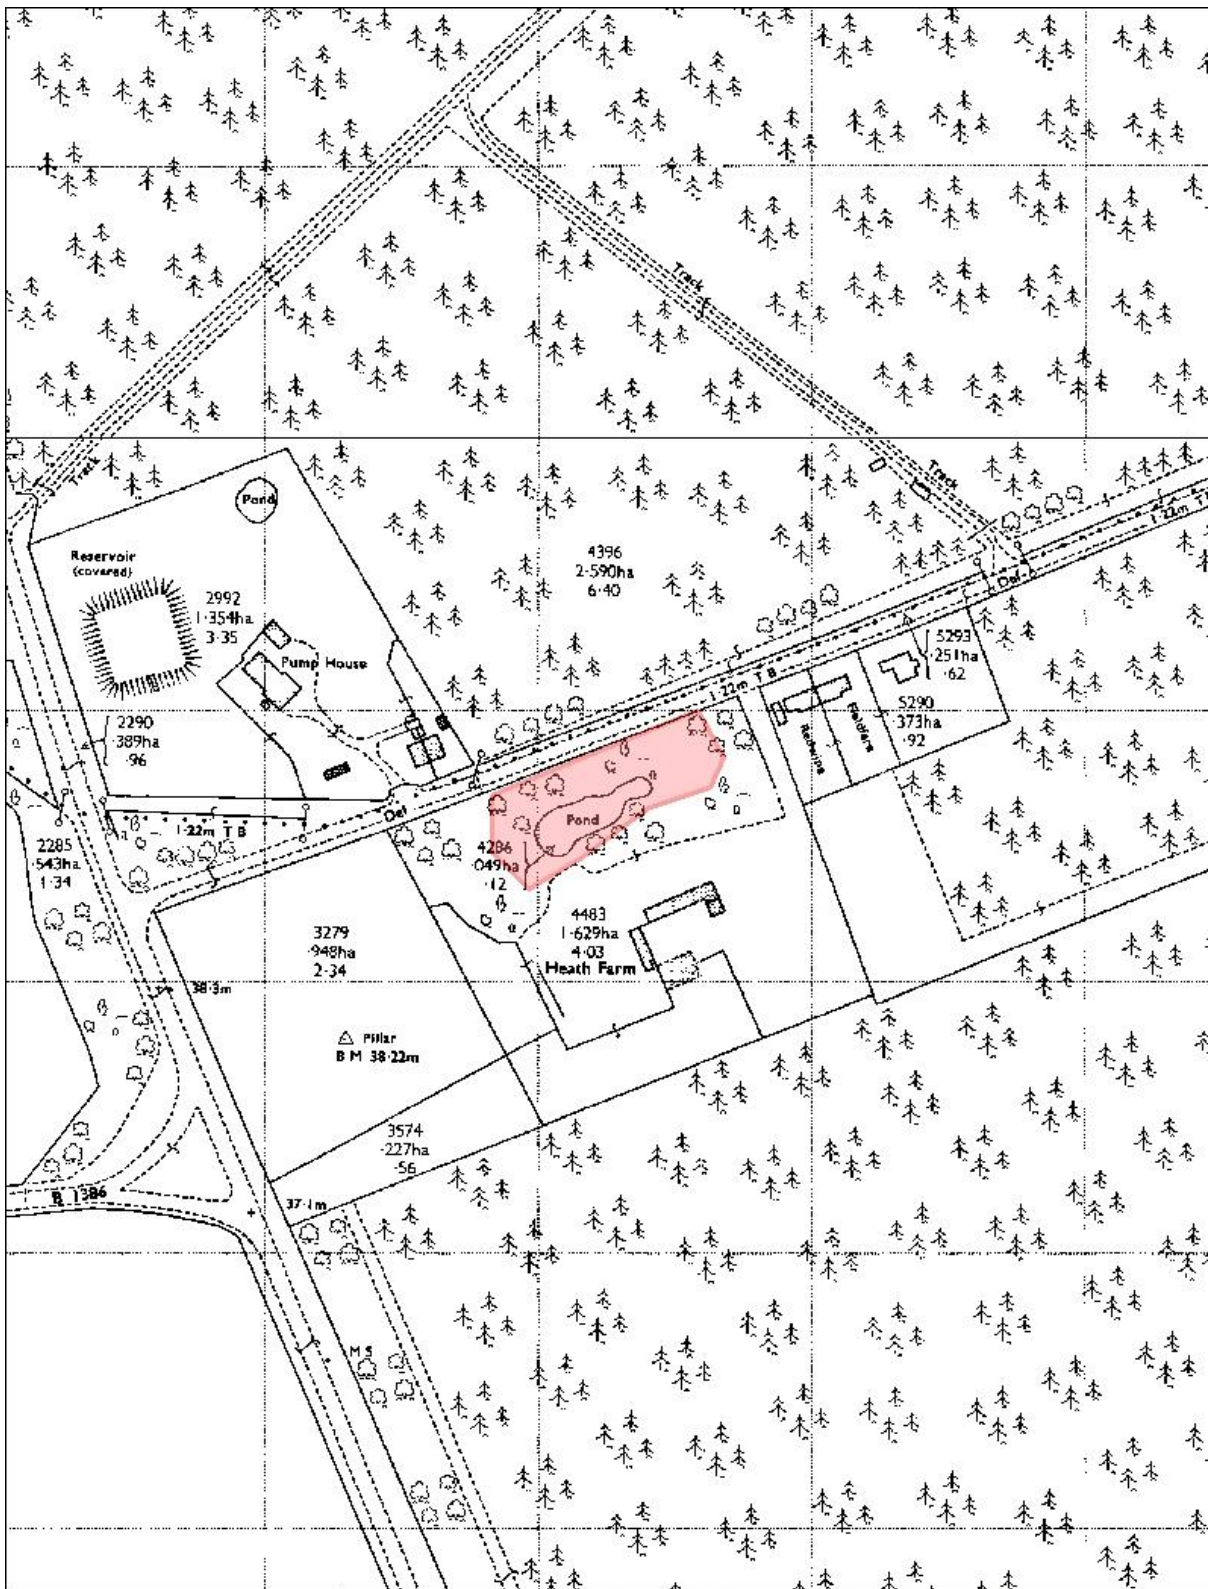 Track
Track
Track
Pond
Reservoir
(covered)
2992
1·354ha
3·35
4396
2·590ha
6·40
Def
1·22m T
Pump House
5293
·251ha
·62
1·22m T B
5290
·373ha
·92
Redwing
Fieldfare
2290
·389ha
·96
Def
1·22m T B
Pond
2285
·543ha
1·34
4286
·049ha
·12
3279
·948ha
2·34
4483
1·629ha
4·03
Heath Farm
38·3m
Pillar
B M 38·22m
3574
·227ha
·56
B 1386
37·1m
M S